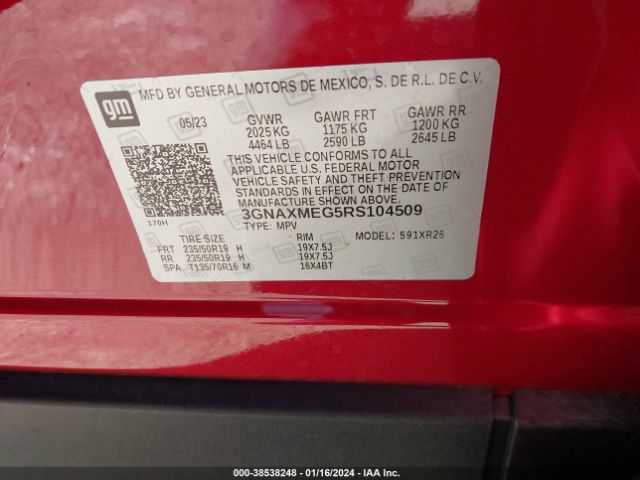 gm
MFD BY GENERAL MOTORS DE MEXICO, S. DE R.L. DE C.V.
05/23 GVWR GAWR FRT GAWR RR
2025 KG 1175 KG 1200 KG
4464 LB 2590 LB 2645 LB
THIS VEHICLE CONFORMS TO ALL
APPLICABLE U.S. FEDERAL MOTOR
VEHICLE SAFETY AND THEFT PREVENTION
STANDARDS IN EFFECT ON THE DATE OF
MANUFACTURE SHOWN ABOVE.
170H 3GNAXMEG5RS104509
TYPE: MPV
TIRE SIZE RIM MODEL: 591XR26
FRT 235/50R19 H 19X7.5J
RR 235/50R19 H 19X7.5J
SPA T135/70R16 M 16X4BT
000-38538248 - 01/16/2024 - IAA Inc.